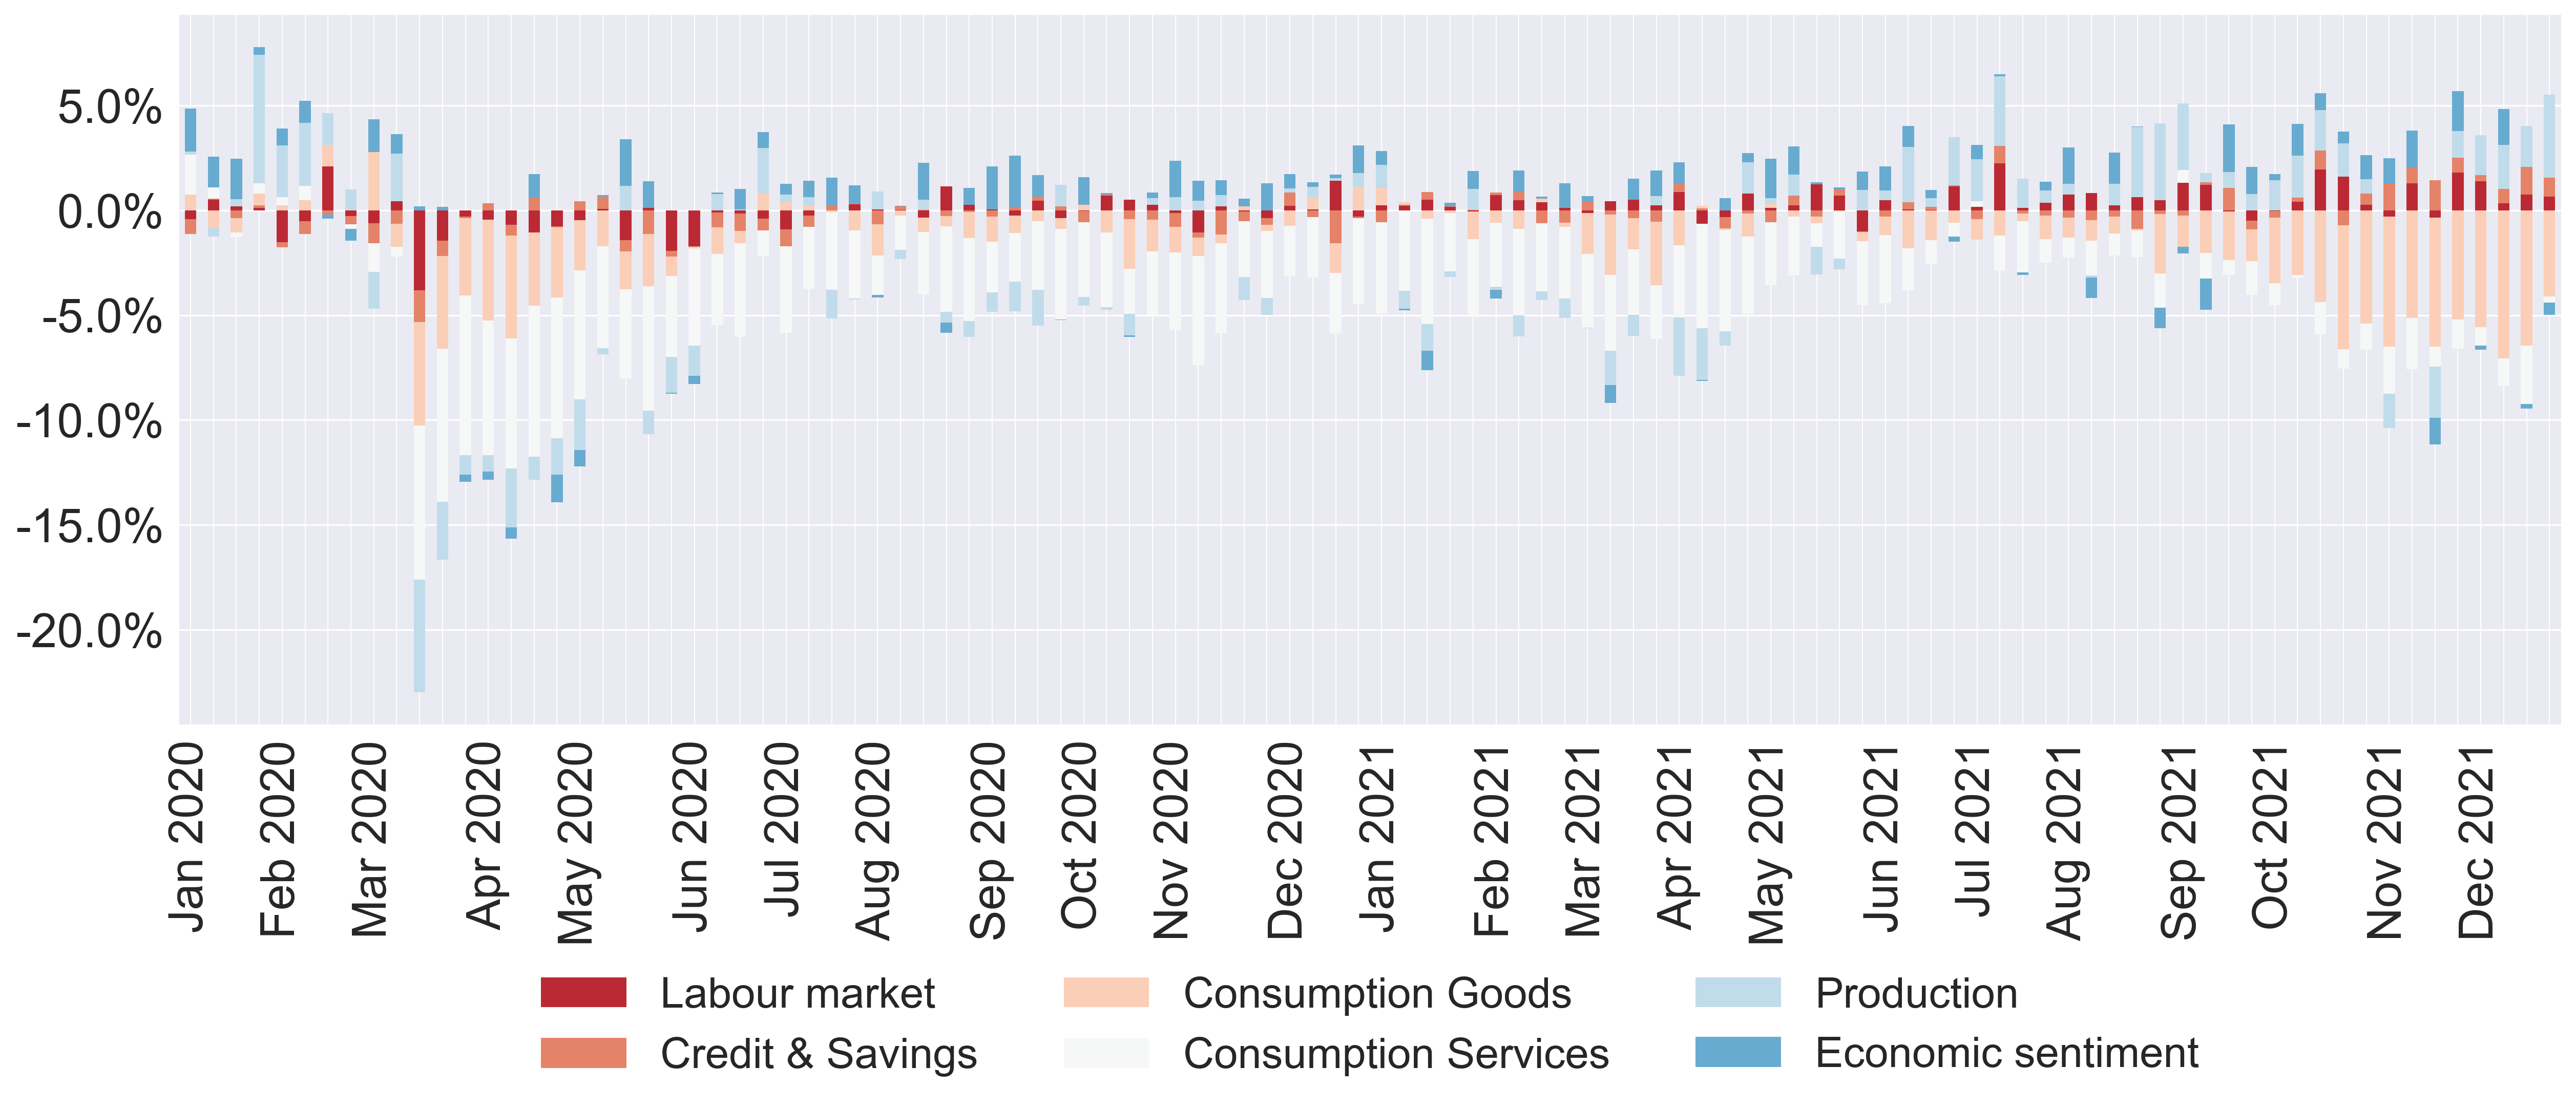 5.0%
0.0%
-5.0%
-10.0%
-15.0%
-20.0%
Jan 2020
Feb 2020
Mar 2020
Apr 2020
May 2020
Jun 2020
Jul 2020
Aug 2020
Sep 2020
Oct 2020
Nov 2020
Dec 2020
Jan 2021
Feb 2021
Mar 2021
Apr 2021
May 2021
Jun 2021
Jul 2021
Aug 2021
Sep 2021
Oct 2021
Nov 2021
Dec 2021
Labour market
Credit & Savings
Consumption Goods
Consumption Services
Production
Economic sentiment